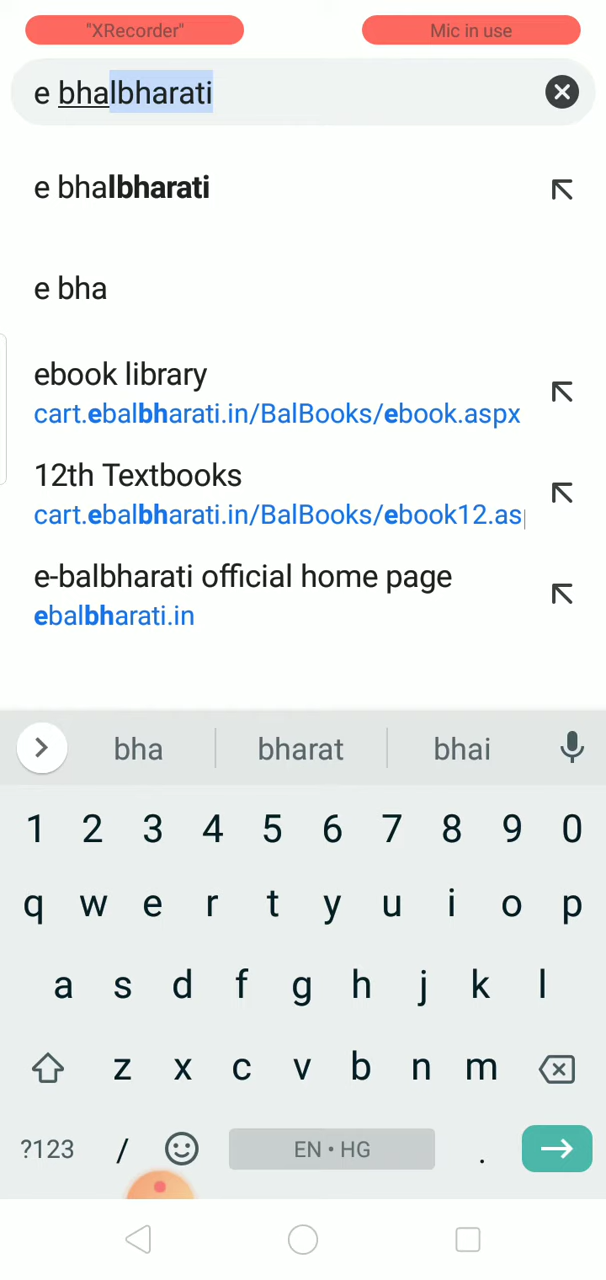 "XRecorder" Mic in use
e bhalbharati
e bhalbharati
e bha
ebook library
cart.ebalbharati.in/BalBooks/ebook.aspx
12th Textbooks
cart.ebalbharati.in/BalBooks/ebook12.as
e-balbharati official home page
ebalbharati.in
bha bharat bhai
1 2 3 4 5 6 7 8 9 0
q w e r t y u i o p
a s d f g h j k l
z x c v b n m
?123 / EN • HG .